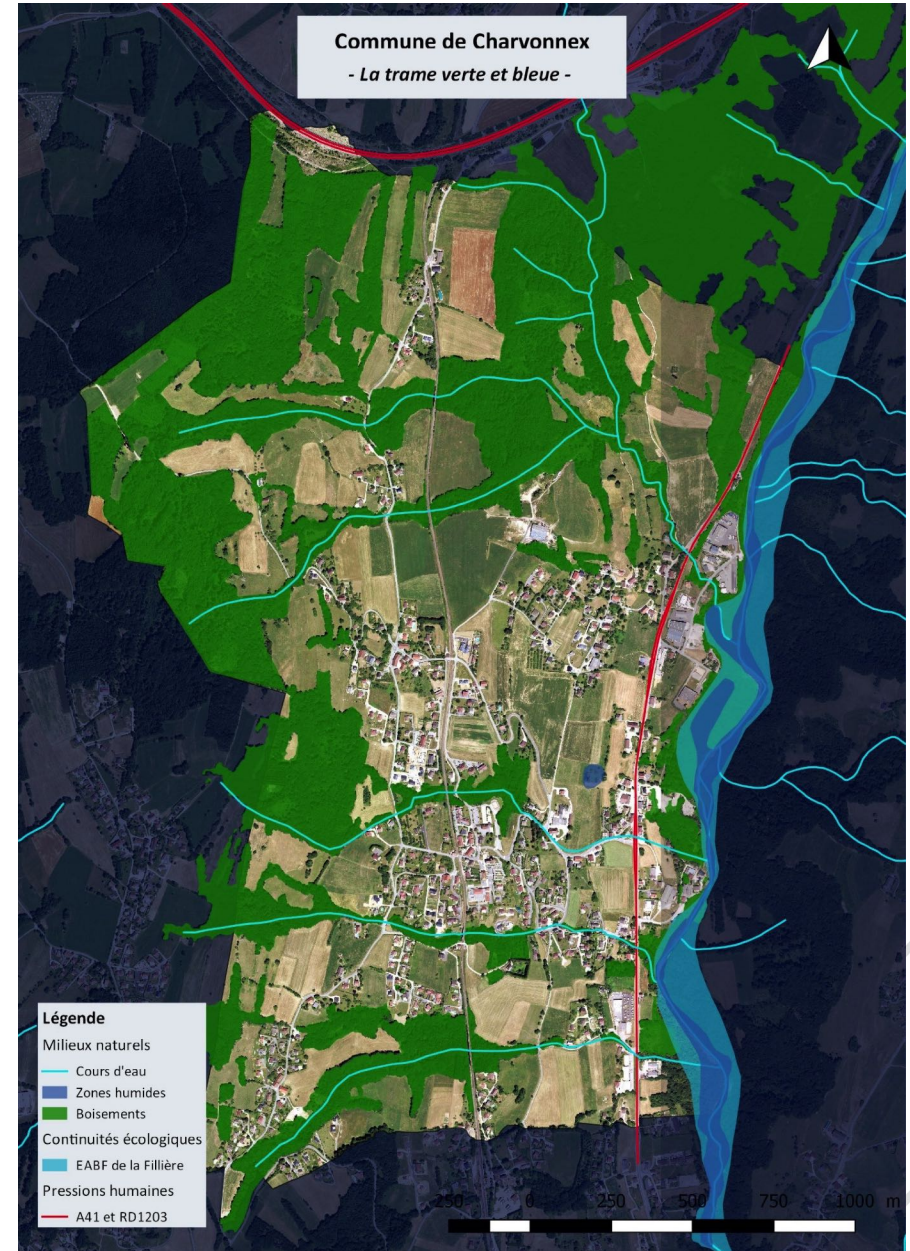 Commune de Charvonnex
- La trame verte et bleue -
Légende
Milieux naturels
Cours d'eau
Zones humides
Boisements
Continuités écologiques
EABF de la Fillière
Pressions humaines
A41 et RD1203
250 0 250 500 750 1000 m